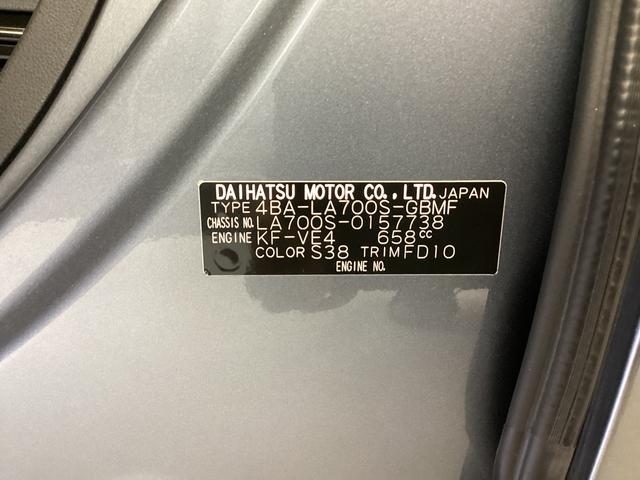 DAIHATSU MOTOR CO., LTD. JAPAN
TYPE 4BA-LA700S-GBMF
CHASSIS NO. LA700S-0157738
ENGINE KF-VE4 658cc
COLOR S38 TRIM FD10
ENGINE NO.